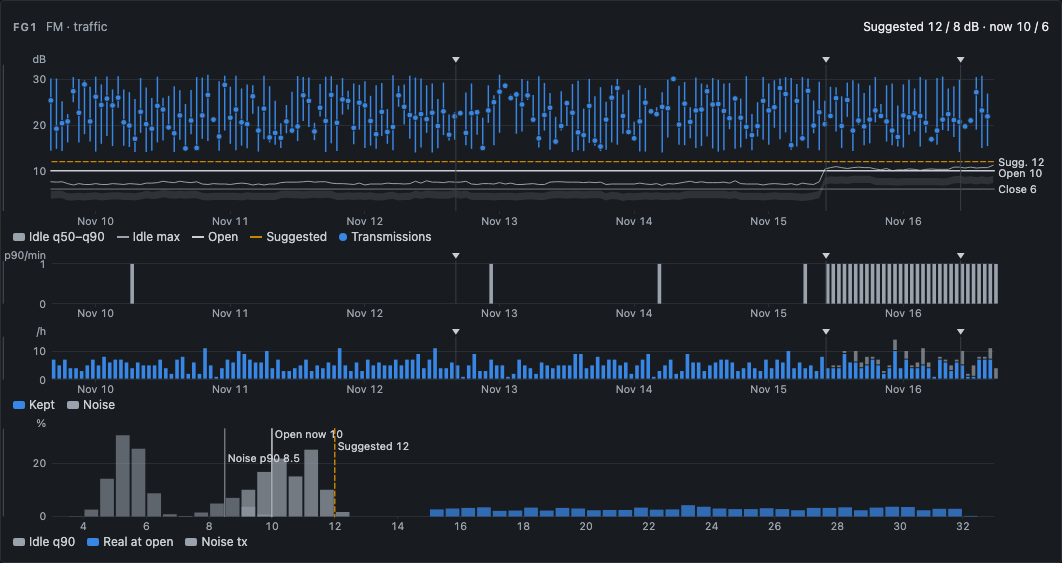 FG1 FM · traffic
Suggested 12 / 8 dB · now 10 / 6
dB
30
20
10
Sugg. 12
Open 10
Close 6
Nov 10 Nov 11 Nov 12 Nov 13 Nov 14 Nov 15 Nov 16
Idle q50–q90 Idle max Open Suggested Transmissions
p90/min
1
0
Nov 10 Nov 11 Nov 12 Nov 13 Nov 14 Nov 15 Nov 16
/h
10
0
Nov 10 Nov 11 Nov 12 Nov 13 Nov 14 Nov 15 Nov 16
Kept Noise
%
Open now 10
Suggested 12
Noise p90 8.5
20
0
4 6 8 10 12 14 16 18 20 22 24 26 28 30 32
Idle q90 Real at open Noise tx